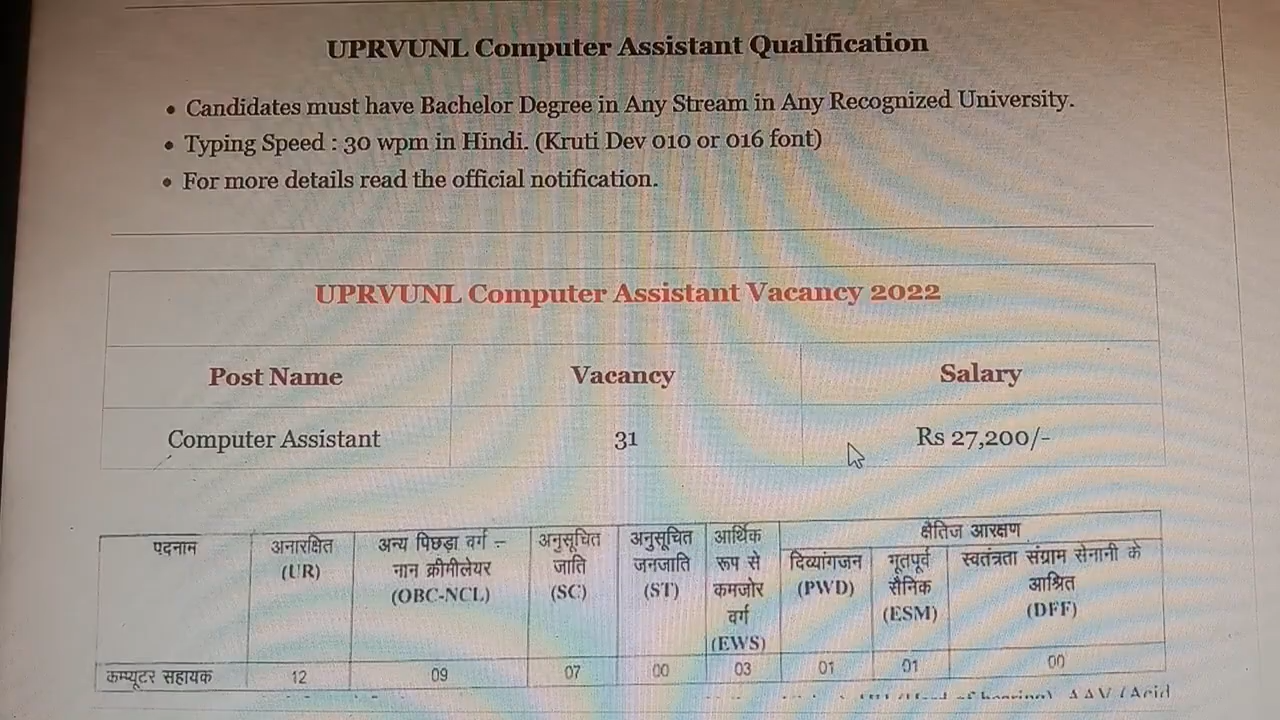 UPRVUNL Computer Assistant Qualification
• Candidates must have Bachelor Degree in Any Stream in Any Recognized University.
• Typing Speed : 30 wpm in Hindi. (Kruti Dev 010 or 016 font)
• For more details read the official notification.
UPRVUNL Computer Assistant Vacancy 2022
Post Name Vacancy Salary
Computer Assistant 31 Rs 27,200/-
पदनाम
अनारक्षित
(UR)
अन्य पिछड़ा वर्ग –
नान क्रीमीलेयर
(OBC-NCL)
अनुसूचित
जाति
(SC)
अनुसूचित
जनजाति
(ST)
आर्थिक
रूप से
कमजोर
वर्ग
(EWS)
क्षैतिज आरक्षण
दिव्यांगजन
(PWD)
भूतपूर्व
सैनिक
(ESM)
स्वतंत्रता संग्राम सेनानी के
आश्रित
(DFF)
कम्प्यूटर सहायक 12 09 07 00 03 01 01 00
of hearing), AAV (Acid